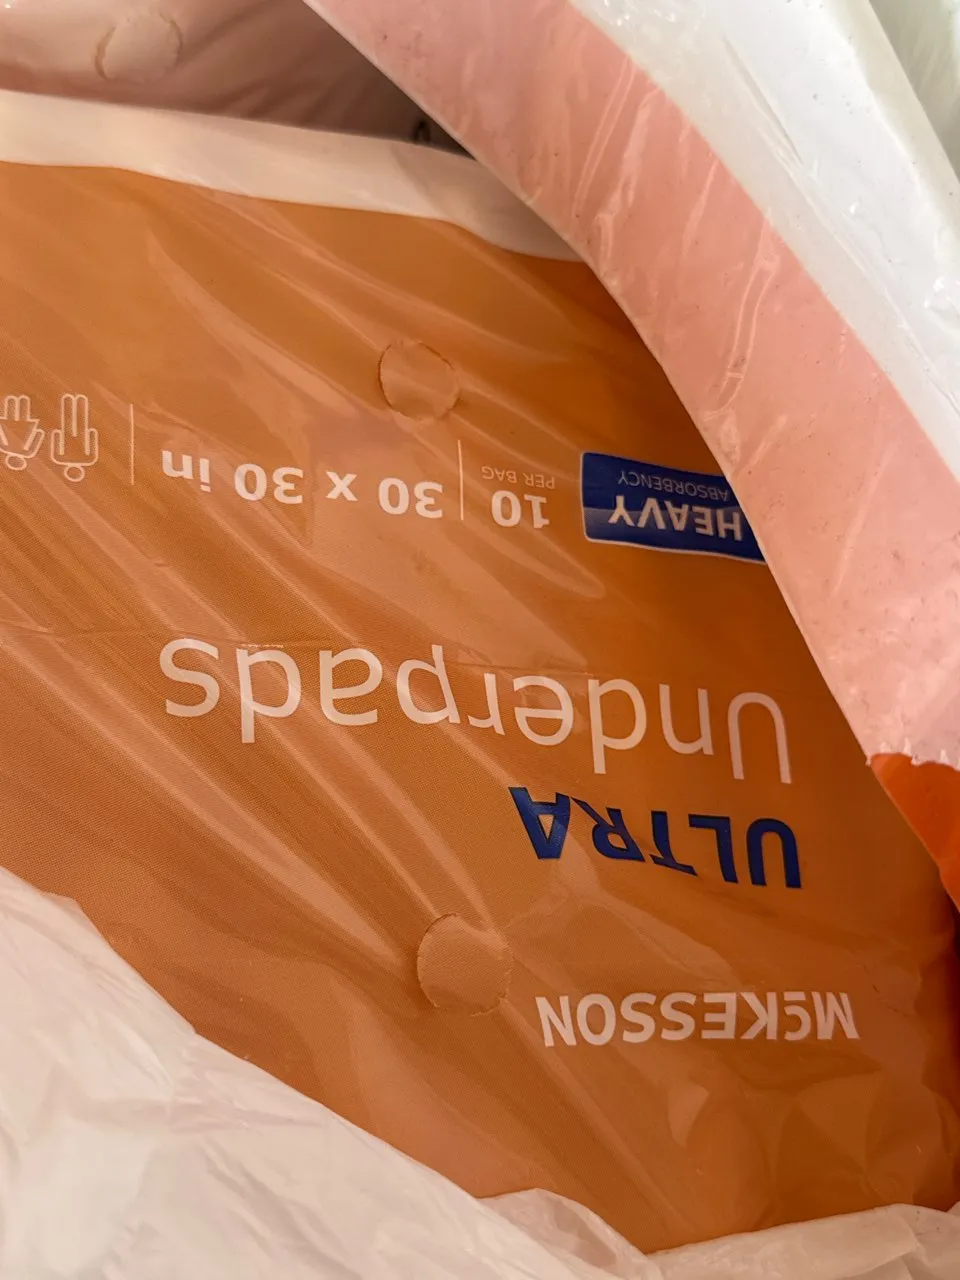 McKESSON
ULTRA
Underpads
HEAVY
ABSORBENCY
10
PER BAG
30 x 30 in